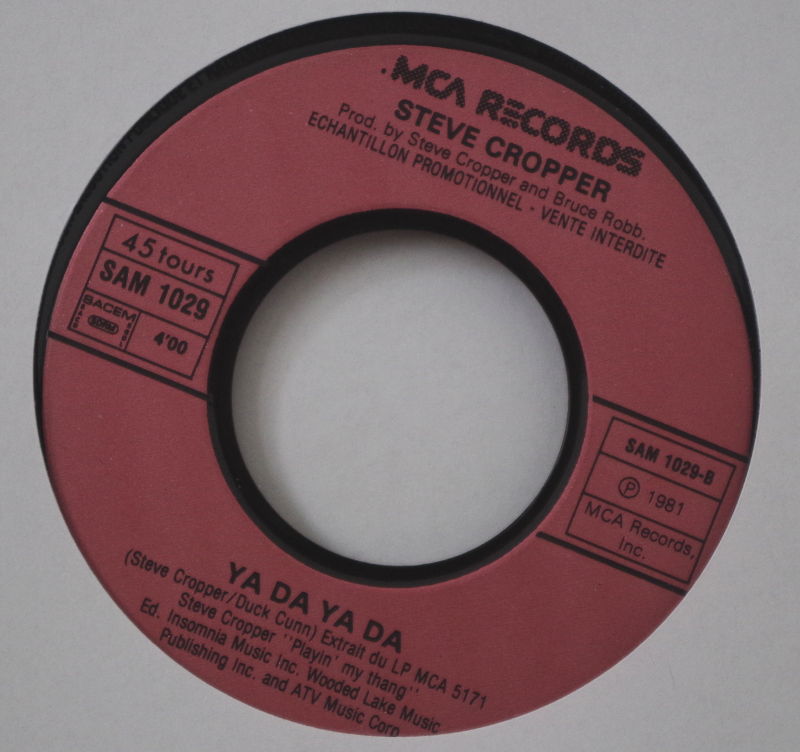 MCA RECORDS
STEVE CROPPER
Prod. by Steve Cropper and Bruce Robb.
ECHANTILLON PROMOTIONNEL - VENTE INTERDITE
45 tours
SAM 1029
SACEM
4'00
SAM 1029-B
Ⓟ 1981
MCA Records,
Inc.
YA DA YA DA
(Steve Cropper/Duck Cunn) Extrait du LP MCA 5171
Steve Cropper "Playin' my thang"
Ed. Insomnia Music Inc. Wooded Lake Music
Publishing Inc. and ATV Music Corp